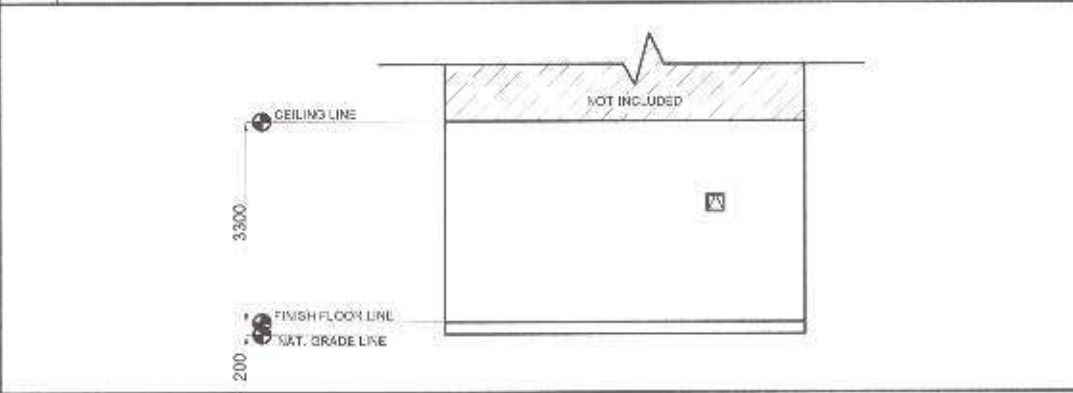 NOT INCLUDED
CEILING LINE
3300
FINISH FLOOR LINE
NAT. GRADE LINE
200